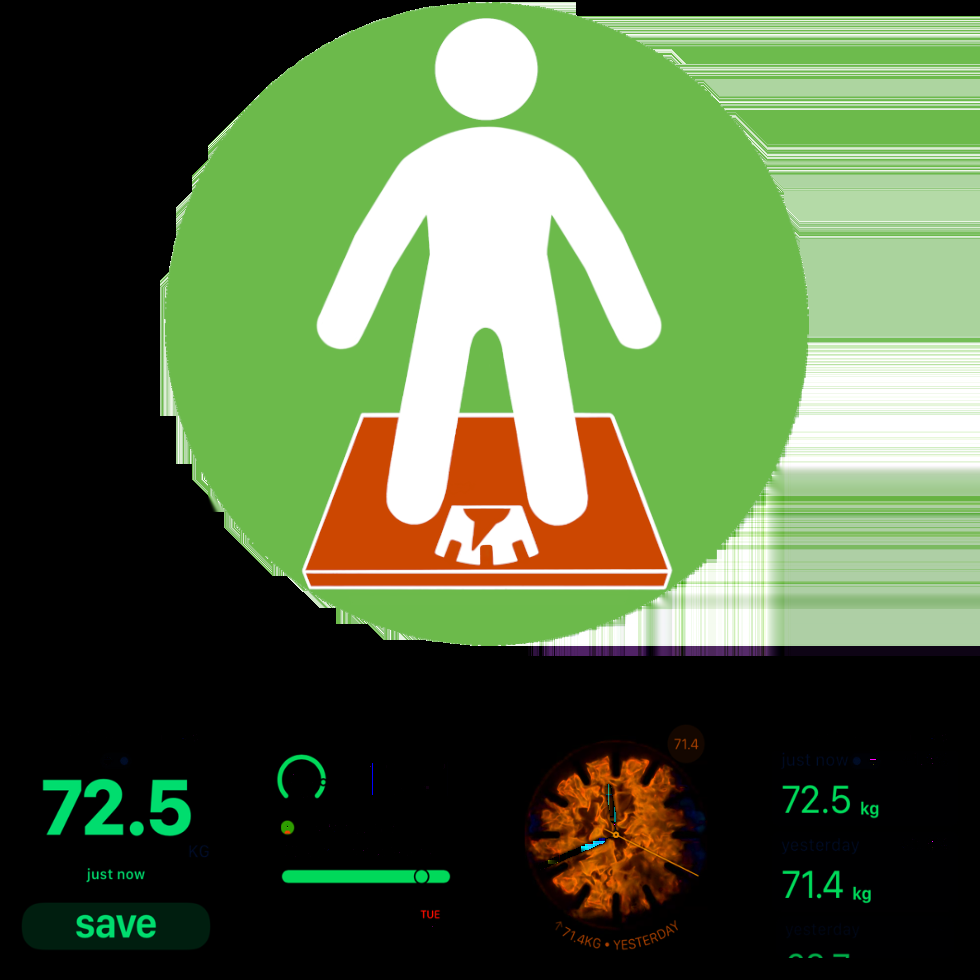 72.5
KG
just now
save
TUE
71.4
↑ 71.4KG • YESTERDAY
just now
72.5 kg
yesterday
71.4 kg
yesterday